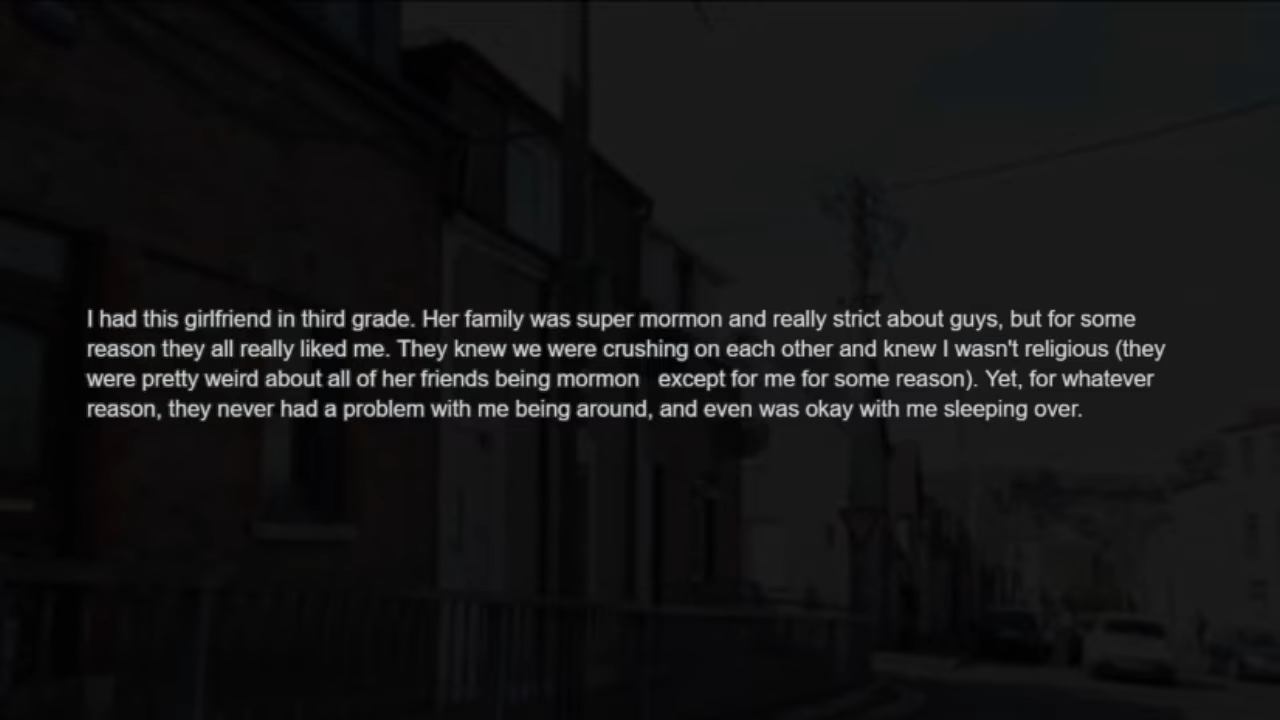 I had this girlfriend in third grade. Her family was super mormon and really strict about guys, but for some
reason they all really liked me. They knew we were crushing on each other and knew I wasn't religious (they
were pretty weird about all of her friends being mormon   except for me for some reason). Yet, for whatever
reason, they never had a problem with me being around, and even was okay with me sleeping over.